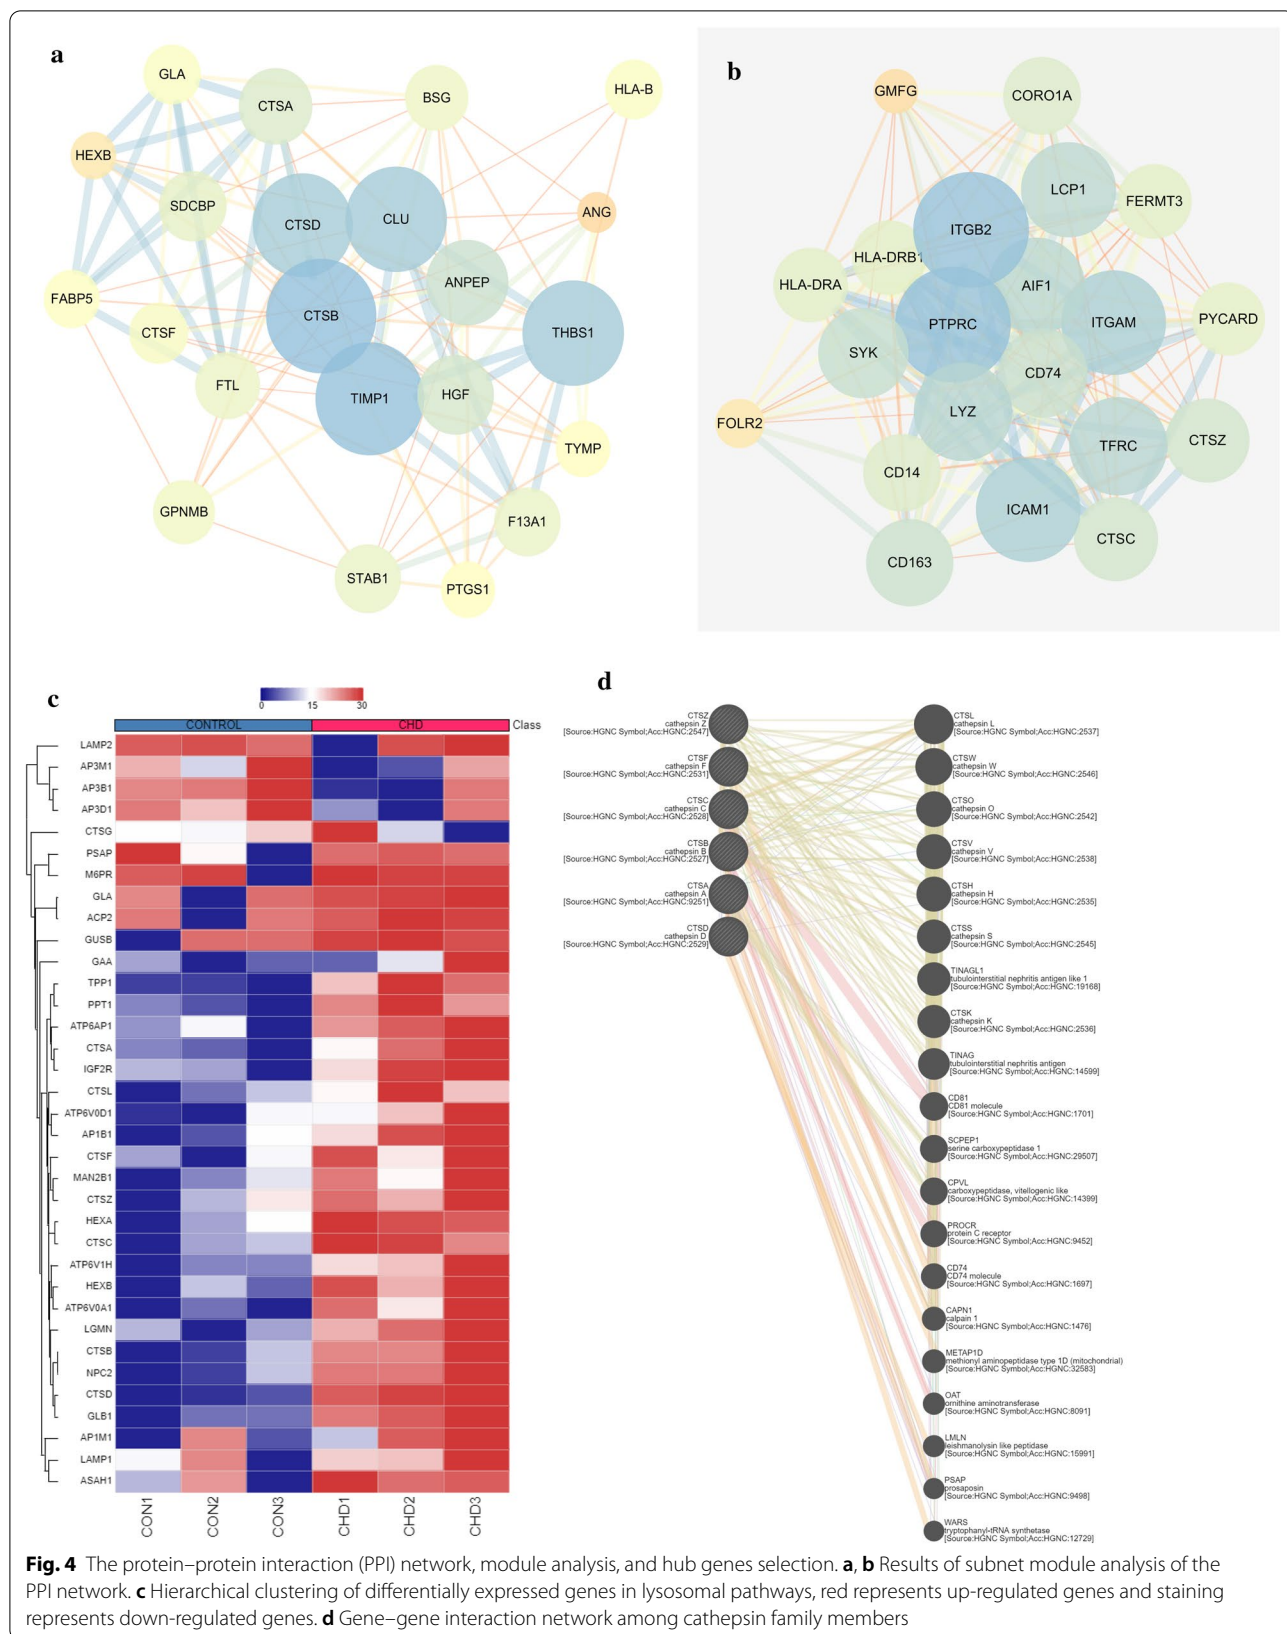 a
GLA
CTSA
BSG
HLA-B
HEXB
SDCBP
CTSD
CLU
ANG
ANPEP
FABP5
CTSF
CTSB
THBS1
FTL
TIMP1
HGF
TYMP
GPNMB
F13A1
STAB1
PTGS1
b
GMFG
CORO1A
LCP1
FERMT3
ITGB2
HLA-DRB1
HLA-DRA
AIF1
PTPRC
ITGAM
PYCARD
SYK
CD74
LYZ
FOLR2
TFRC
CTSZ
CD14
ICAM1
CTSC
CD163
c
0 15 30
CONTROL CHD Class
LAMP2
AP3M1
AP3B1
AP3D1
CTSG
PSAP
M6PR
GLA
ACP2
GUSB
GAA
TPP1
PPT1
ATP6AP1
CTSA
IGF2R
CTSL
ATP6V0D1
AP1B1
CTSF
MAN2B1
CTSZ
HEXA
CTSC
ATP6V1H
HEXB
ATP6V0A1
LGMN
CTSB
NPC2
CTSD
GLB1
AP1M1
LAMP1
ASAH1
CON1 CON2 CON3 CHD1 CHD2 CHD3
d
CTSZ
cathepsin Z
[Source:HGNC Symbol;Acc:HGNC:2547]
CTSF
cathepsin F
[Source:HGNC Symbol;Acc:HGNC:2531]
CTSC
cathepsin C
[Source:HGNC Symbol;Acc:HGNC:2528]
CTSB
cathepsin B
[Source:HGNC Symbol;Acc:HGNC:2527]
CTSA
cathepsin A
[Source:HGNC Symbol;Acc:HGNC:9251]
CTSD
cathepsin D
[Source:HGNC Symbol;Acc:HGNC:2529]
CTSL
cathepsin L
[Source:HGNC Symbol;Acc:HGNC:2537]
CTSW
cathepsin W
[Source:HGNC Symbol;Acc:HGNC:2546]
CTSO
cathepsin O
[Source:HGNC Symbol;Acc:HGNC:2542]
CTSV
cathepsin V
[Source:HGNC Symbol;Acc:HGNC:2538]
CTSH
cathepsin H
[Source:HGNC Symbol;Acc:HGNC:2535]
CTSS
cathepsin S
[Source:HGNC Symbol;Acc:HGNC:2545]
TINAGL1
tubulointerstitial nephritis antigen like 1
[Source:HGNC Symbol;Acc:HGNC:19168]
CTSK
cathepsin K
[Source:HGNC Symbol;Acc:HGNC:2536]
TINAG
tubulointerstitial nephritis antigen
[Source:HGNC Symbol;Acc:HGNC:14599]
CD81
CD81 molecule
[Source:HGNC Symbol;Acc:HGNC:1701]
SCPEP1
serine carboxypeptidase 1
[Source:HGNC Symbol;Acc:HGNC:29507]
CPVL
carboxypeptidase, vitellogenic like
[Source:HGNC Symbol;Acc:HGNC:14399]
PROCR
protein C receptor
[Source:HGNC Symbol;Acc:HGNC:9452]
CD74
CD74 molecule
[Source:HGNC Symbol;Acc:HGNC:1697]
CAPN1
calpain 1
[Source:HGNC Symbol;Acc:HGNC:1476]
METAP1D
methionyl aminopeptidase type 1D (mitochondrial)
[Source:HGNC Symbol;Acc:HGNC:32583]
OAT
ornithine aminotransferase
[Source:HGNC Symbol;Acc:HGNC:8091]
LMLN
leishmanolysin like peptidase
[Source:HGNC Symbol;Acc:HGNC:15991]
PSAP
prosaposin
[Source:HGNC Symbol;Acc:HGNC:9498]
WARS
tryptophanyl-tRNA synthetase
[Source:HGNC Symbol;Acc:HGNC:12729]
Fig. 4 The protein–protein interaction (PPI) network, module analysis, and hub genes selection. a, b Results of subnet module analysis of the
PPI network. c Hierarchical clustering of differentially expressed genes in lysosomal pathways, red represents up-regulated genes and staining
represents down-regulated genes. d Gene–gene interaction network among cathepsin family members